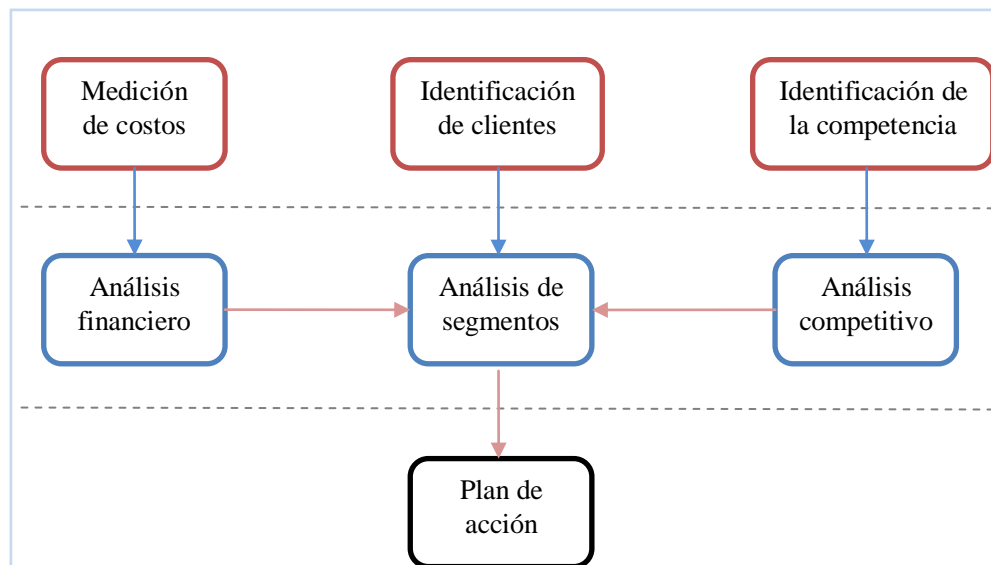 Medición
de costos
Identificación
de clientes
Identificación de
la competencia
Análisis
financiero
Análisis de
segmentos
Análisis
competitivo
Plan de
acción